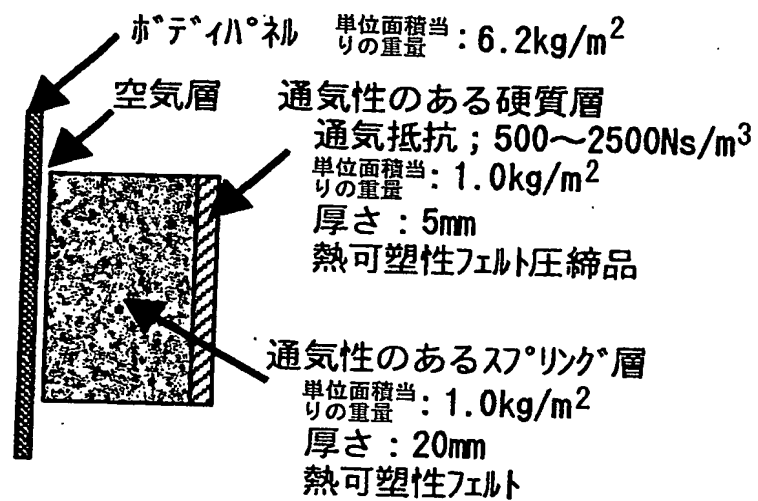 ﾎﾞﾃﾞｨﾊﾟﾈﾙ 単位面積当りの重量 : 6.2kg/m²
空気層
通気性のある硬質層
通気抵抗 ; 500～2500Ns/m³
単位面積当りの重量 : 1.0kg/m²
厚さ : 5mm
熱可塑性ﾌｪﾙﾄ圧締品
通気性のあるｽﾌﾟﾘﾝｸﾞ層
単位面積当りの重量 : 1.0kg/m²
厚さ : 20mm
熱可塑性ﾌｪﾙﾄ